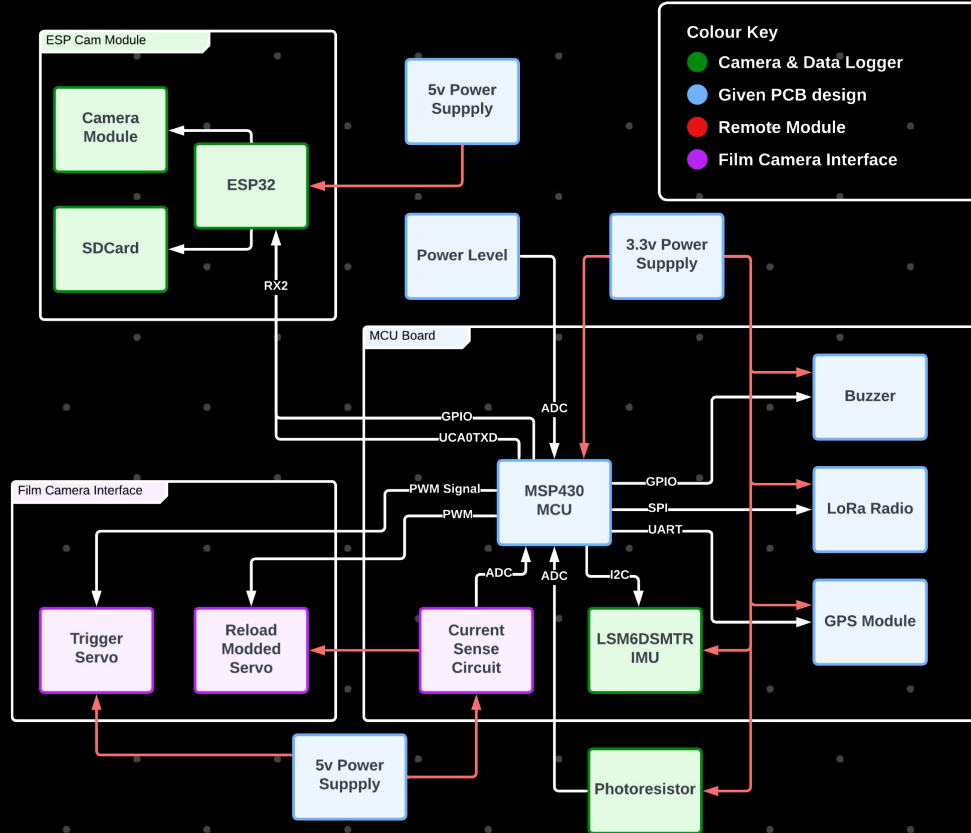 ESP Cam Module
Camera
Module
ESP32
SDCard
RX2
5v Power
Suppply
Colour Key
Camera & Data Logger
Given PCB design
Remote Module
Film Camera Interface
Power Level
3.3v Power
Suppply
MCU Board
ADC
GPIO
UCA0TXD
Buzzer
Film Camera Interface
PWM Signal
PWM
MSP430
MCU
GPIO
SPI
UART
LoRa Radio
ADC
ADC
I2C
Trigger
Servo
Reload
Modded
Servo
Current
Sense
Circuit
LSM6DSMTR
IMU
GPS Module
5v Power
Suppply
Photoresistor